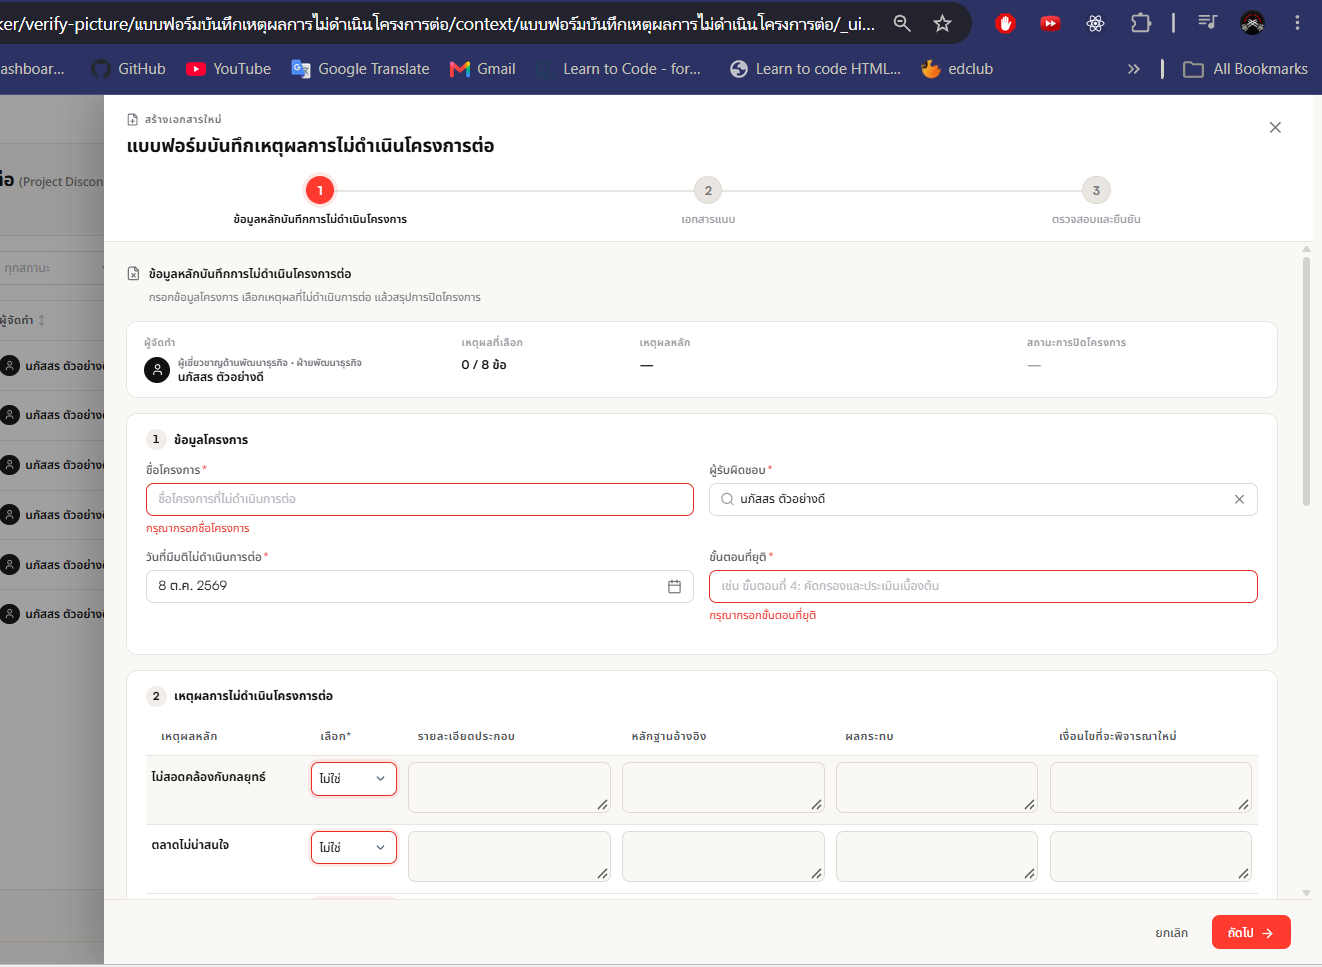 ker/verify-picture/แบบฟอร์มบันทึกเหตุผลการไม่ดำเนินโครงการต่อ/context/แบบฟอร์มบันทึกเหตุผลการไม่ดำเนินโครงการต่อ/_ui...
ashboar...
GitHub
YouTube
Google Translate
Gmail
Learn to Code - for...
Learn to code HTML...
edclub
All Bookmarks
สร้างเอกสารใหม่
แบบฟอร์มบันทึกเหตุผลการไม่ดำเนินโครงการต่อ
่อ (Project Discon
1
2
3
ข้อมูลหลักบันทึกการไม่ดำเนินโครงการ
เอกสารแนบ
ตรวจสอบและยืนยัน
ทุกสถานะ
ผู้จัดทำ
นภัสสร ตัวอย่างดี
นภัสสร ตัวอย่างดี
นภัสสร ตัวอย่างดี
นภัสสร ตัวอย่างดี
นภัสสร ตัวอย่างดี
นภัสสร ตัวอย่างดี
ข้อมูลหลักบันทึกการไม่ดำเนินโครงการต่อ
กรอกข้อมูลโครงการ เลือกเหตุผลที่ไม่ดำเนินการต่อ แล้วสรุปการปิดโครงการ
ผู้จัดทำ
ผู้เชี่ยวชาญด้านพัฒนาธุรกิจ • ฝ่ายพัฒนาธุรกิจ
นภัสสร ตัวอย่างดี
เหตุผลที่เลือก
0 / 8 ข้อ
เหตุผลหลัก
—
สถานะการปิดโครงการ
—
1 ข้อมูลโครงการ
ชื่อโครงการ*
ชื่อโครงการที่ไม่ดำเนินการต่อ
กรุณากรอกชื่อโครงการ
ผู้รับผิดชอบ*
นภัสสร ตัวอย่างดี
วันที่มีมติไม่ดำเนินการต่อ*
8 ต.ค. 2569
ขั้นตอนที่ยุติ*
เช่น ขั้นตอนที่ 4: คัดกรองและประเมินเบื้องต้น
กรุณากรอกขั้นตอนที่ยุติ
2 เหตุผลการไม่ดำเนินโครงการต่อ
เหตุผลหลัก
เลือก*
รายละเอียดประกอบ
หลักฐานอ้างอิง
ผลกระทบ
เงื่อนไขที่จะพิจารณาใหม่
ไม่สอดคล้องกับกลยุทธ์
ไม่ใช่
ตลาดไม่น่าสนใจ
ไม่ใช่
ยกเลิก
ถัดไป